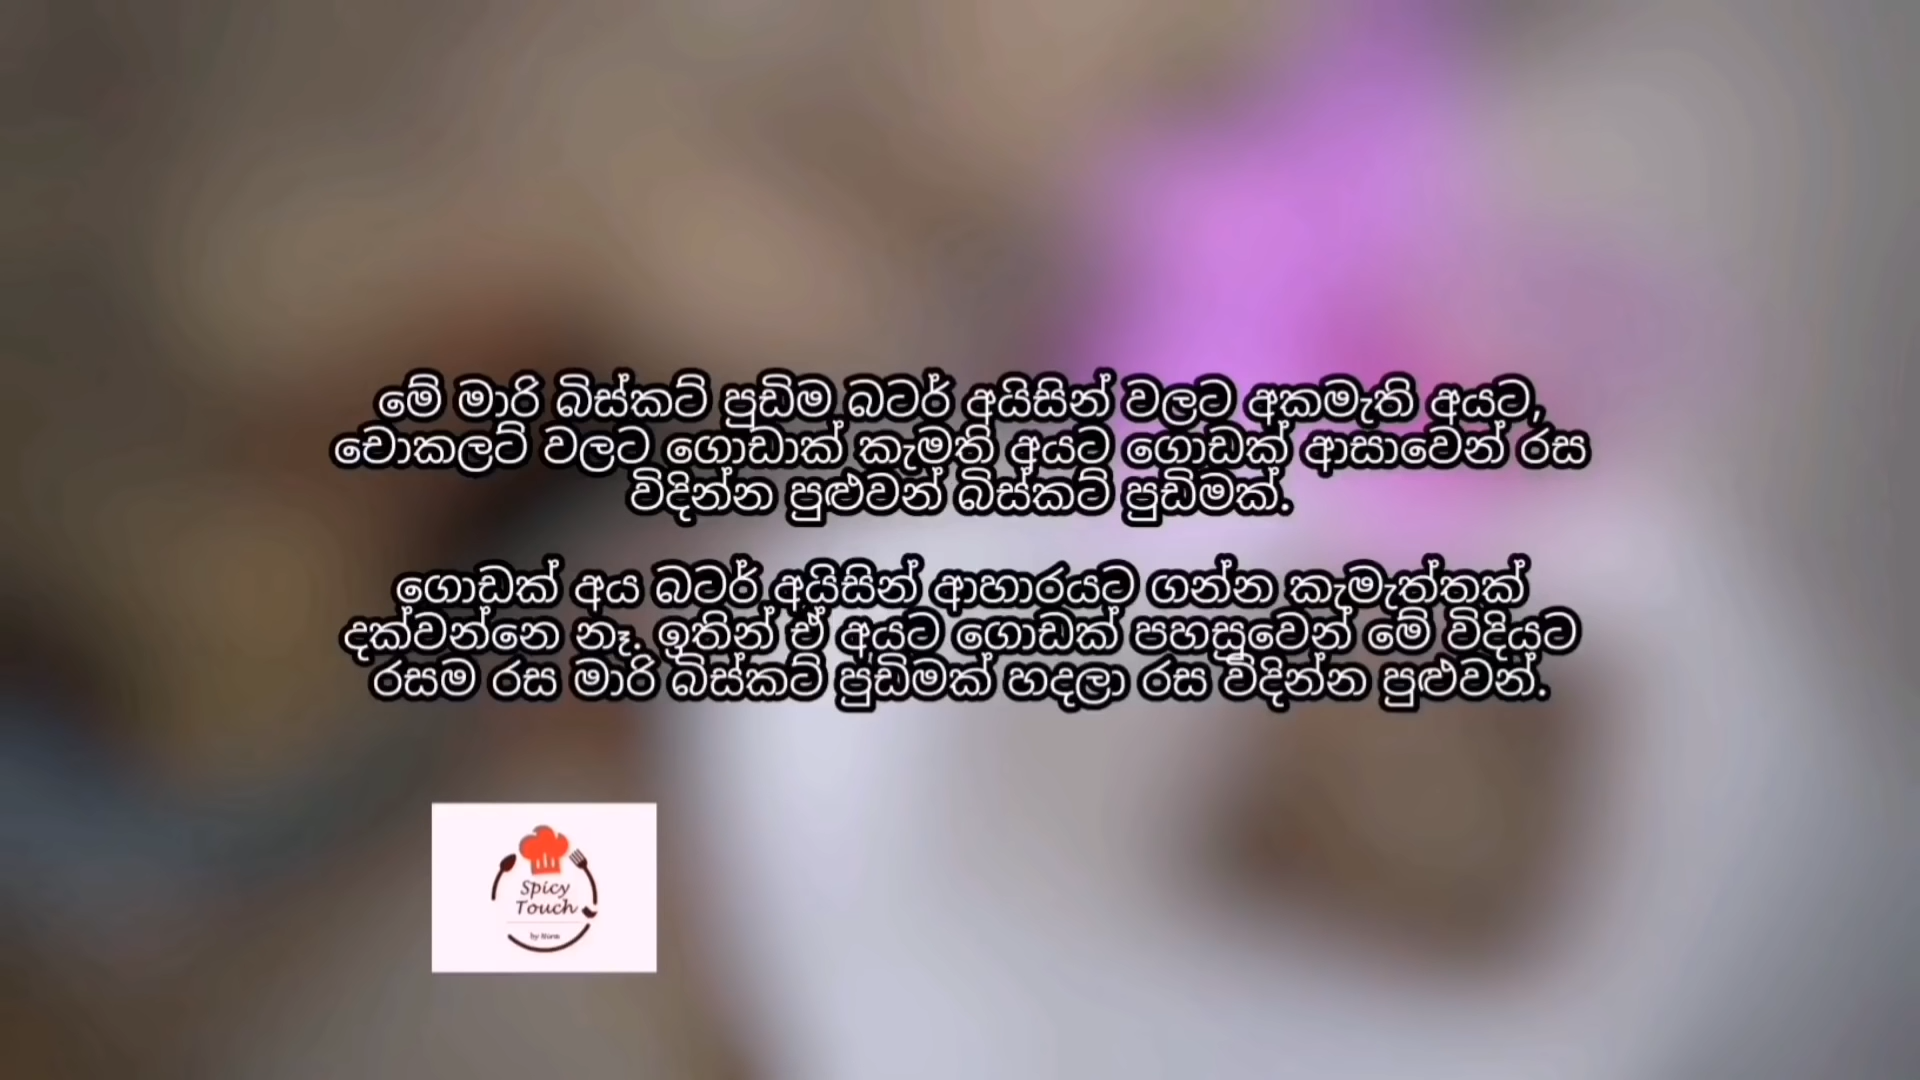 මේ මාරි බිස්කට් පුඩිම බටර් අයිසින් වලට අකමැති අයට,
චොකලට් වලට ගොඩාක් කැමති අයට ගොඩක් ආසාවෙන් රස
විදින්න පුළුවන් බිස්කට් පුඩිමක්.
ගොඩක් අය බටර් අයිසින් ආහාරයට ගන්න කැමැත්තක්
දක්වන්නෙ නෑ. ඉතින් ඒ අයට ගොඩක් පහසුවෙන් මේ විදියට
රසම රස මාරි බිස්කට් පුඩිමක් හදලා රස විදින්න පුළුවන්.
Spicy
Touch